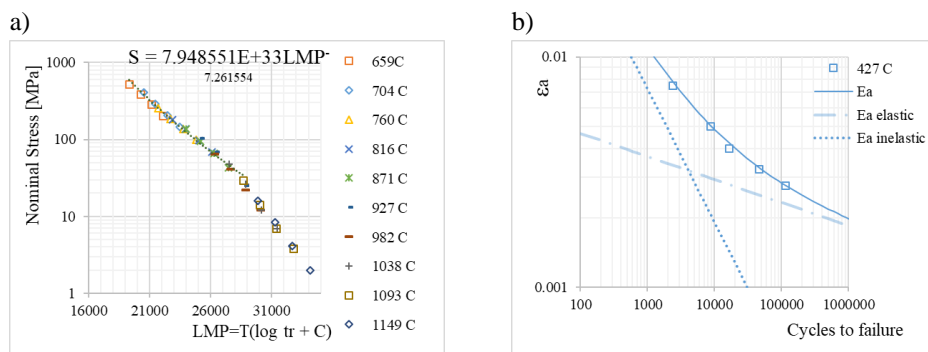 a)
S = 7.948551E+33LMP-
7.261554
Nominal Stress [MPa]
1000
100
10
1
16000
21000
26000
31000
LMP=T(log tr + C)
659C
704 C
760 C
816 C
871 C
927 C
982 C
1038 C
1093 C
1149 C
b)
εa
0.01
0.001
100
1000
10000
100000
1000000
Cycles to failure
427 C
Ea
Ea elastic
Ea inelastic